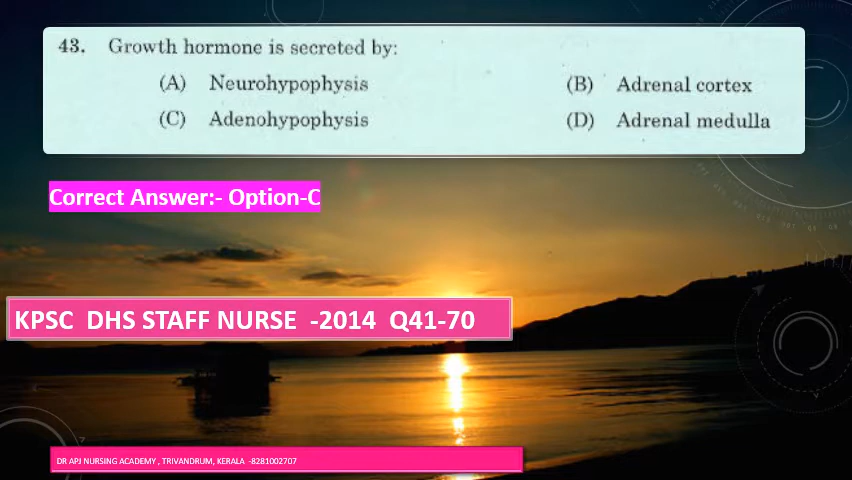 43. Growth hormone is secreted by:
(A) Neurohypophysis (B) Adrenal cortex
(C) Adenohypophysis (D) Adrenal medulla
Correct Answer:- Option-C
KPSC DHS STAFF NURSE -2014 Q41-70
DR APJ NURSING ACADEMY , TRIVANDRUM, KERALA -8281002707